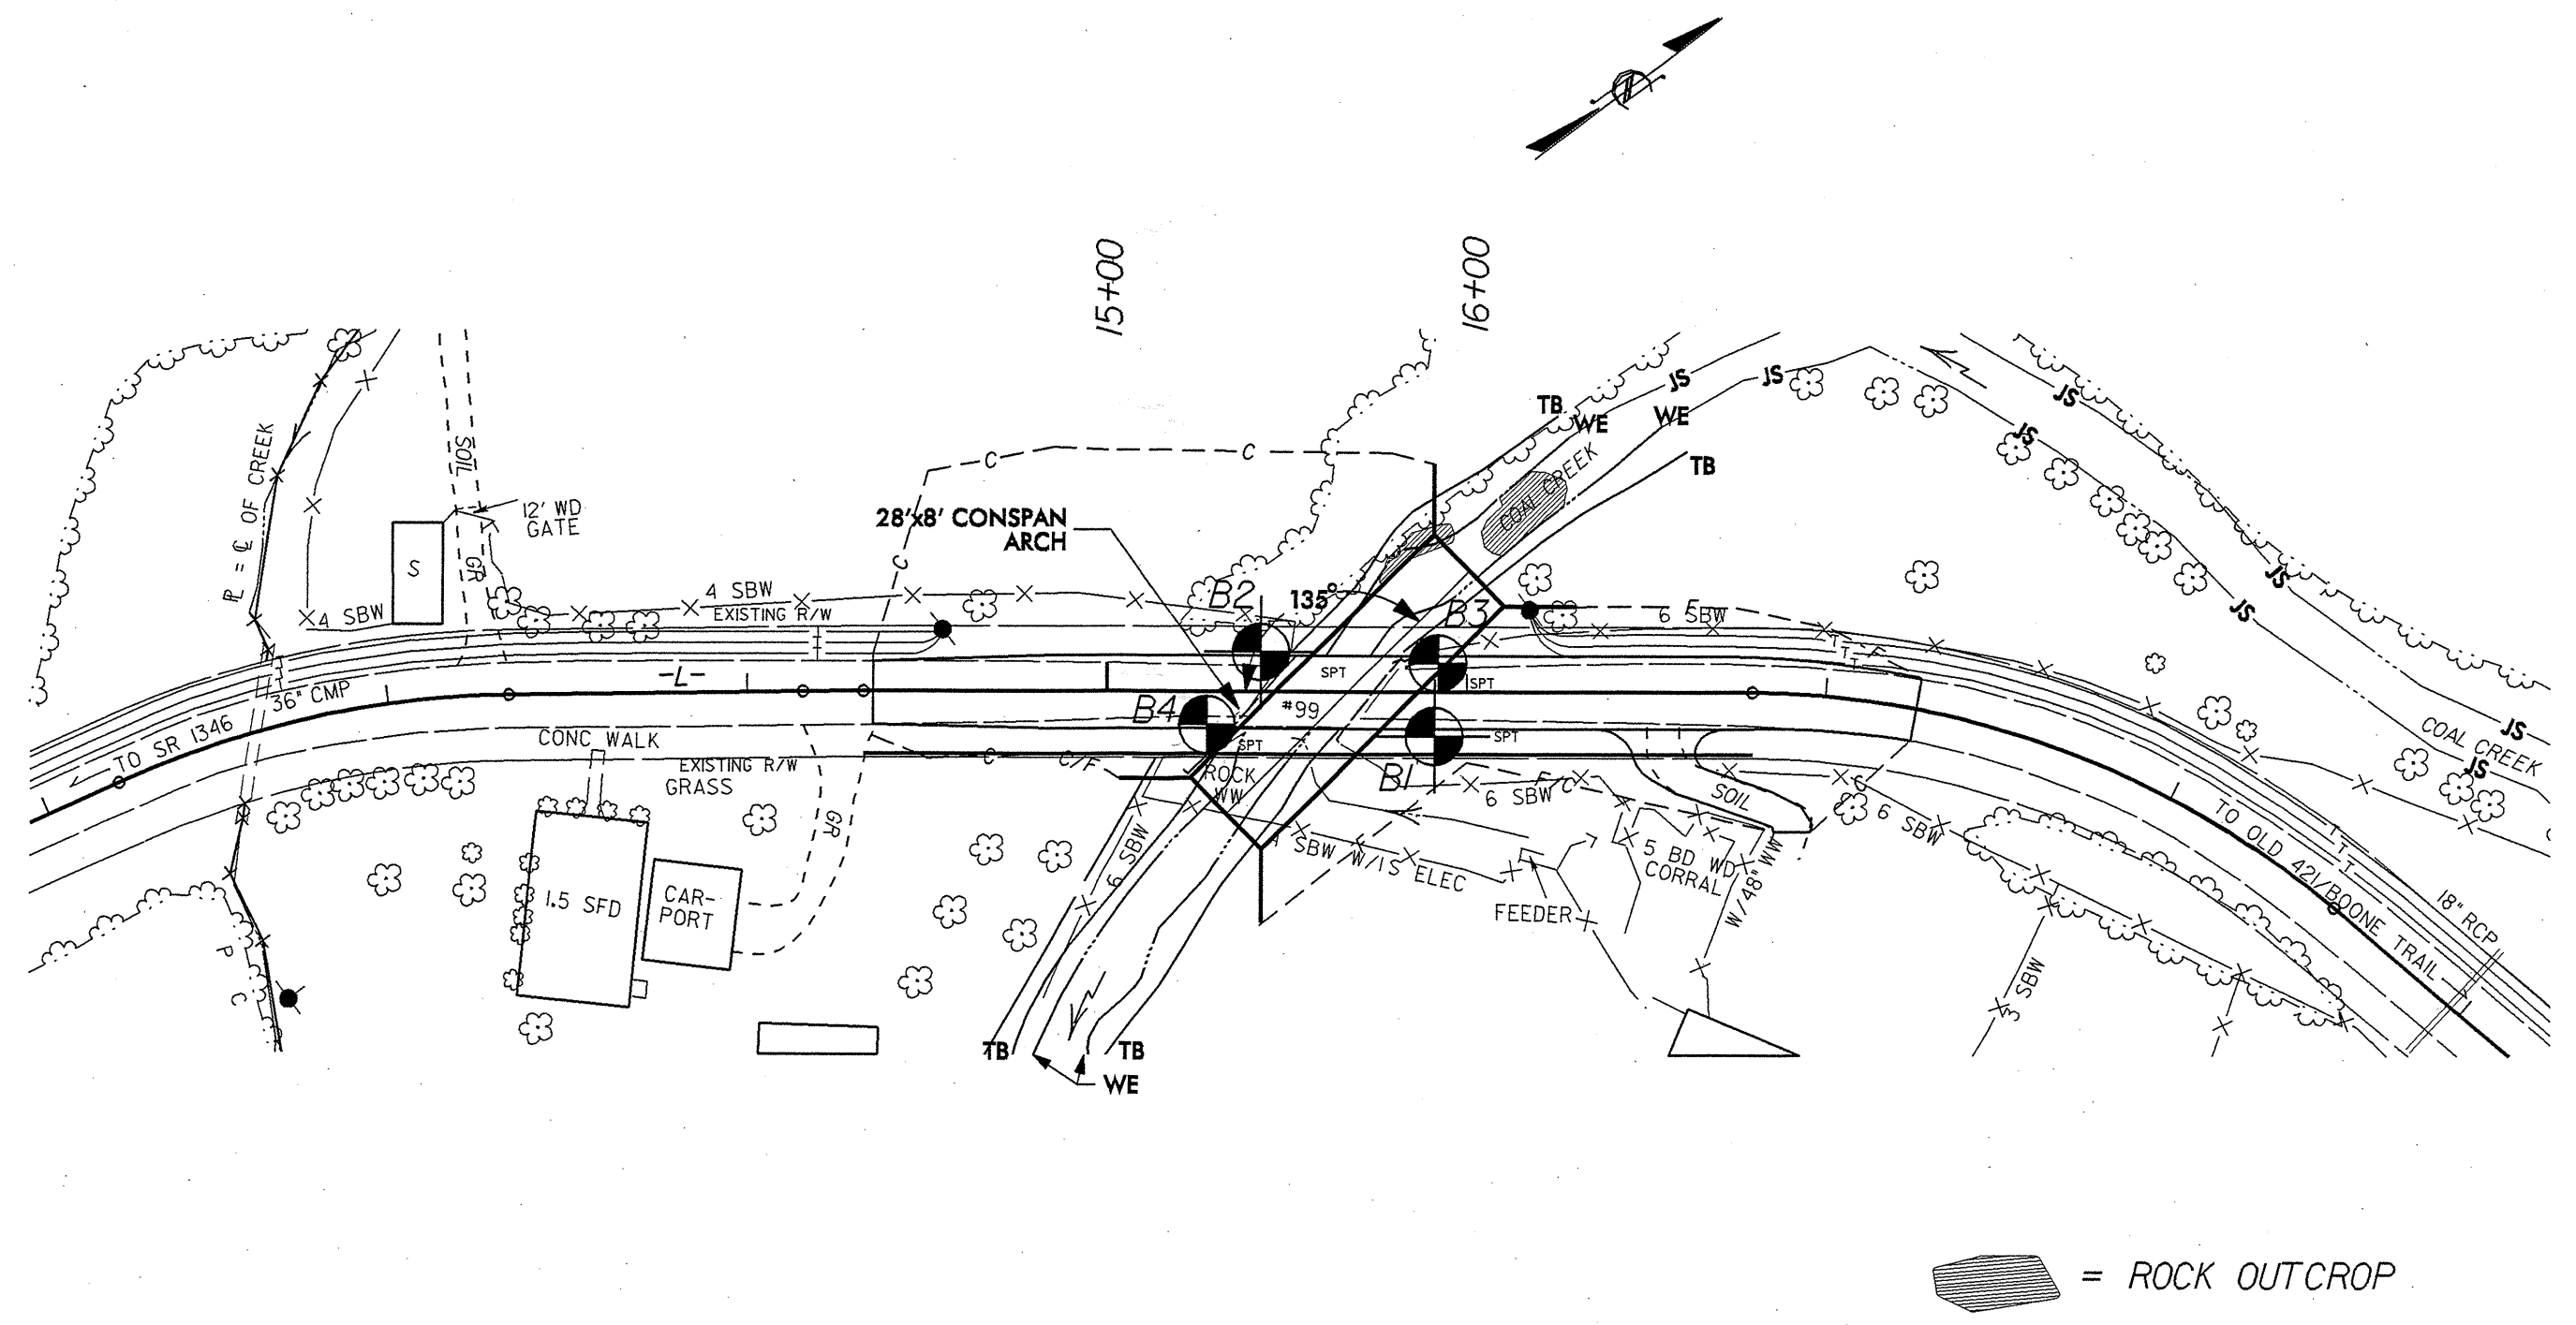 N
15+00
16+00
JS
JS
JS
JS
TB
WE
WE
TB
P = C OF CREEK
SOIL
12' WD
GATE
GR
S
COAL CREEK
28'x8' CONSPAN
ARCH
C
C
C
4 SBW
4 SBW
EXISTING R/W
B2
135°
B3
6 SBW
F
JS
JS
T
T
T
F
T
T
T
36" CMP
-L-
SPT
SPT
#99
B4
SPT
SPT
TO SR 1346
CONC WALK
EXISTING R/W
GRASS
C
C/F
ROCK
WW
B1
6 SBW
F/C
SOIL
C
6 SBW
JS
COAL CREEK
JS
GR
6 SBW
SBW W/1 S ELEC
5 BD WD
CORRAL
W/48" WW
FEEDER
TO OLD 421/BOONE TRAIL
T
T
T
18" RCP
1.5 SFD
CAR-
PORT
P
C
3 SBW
TB
TB
WE
= ROCK OUTCROP